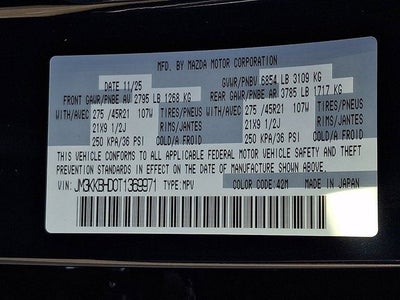 MFD. BY MAZDA MOTOR CORPORATION
DATE 11/25 GVWR/PNBV 6854 LB 3109 KG
FRONT GAWR/PNBE AV 2795 LB 1268 KG REAR GAWR/PNBE AR 3785 LB 1717 KG
WITH/AVEC 275 /45R21 107W TIRES/PNEUS WITH/AVEC 275 /45R21 107W TIRES/PNEUS
21X9 1/2J RIMS/JANTES 21X9 1/2J RIMS/JANTES
250 KPA/36 PSI COLD/A FROID 250 KPA/36 PSI COLD/A FROID
THIS VEHICLE CONFORMS TO ALL APPLICABLE FEDERAL MOTOR VEHICLE SAFETY AND THEFT
PREVENTION STANDARDS IN EFFECT ON THE DATE OF MANUFACTURE SHOWN ABOVE.
VIN: JM3KKBHD0T1369971 TYPE: MPV COLOR CODE: 42M MADE IN JAPAN